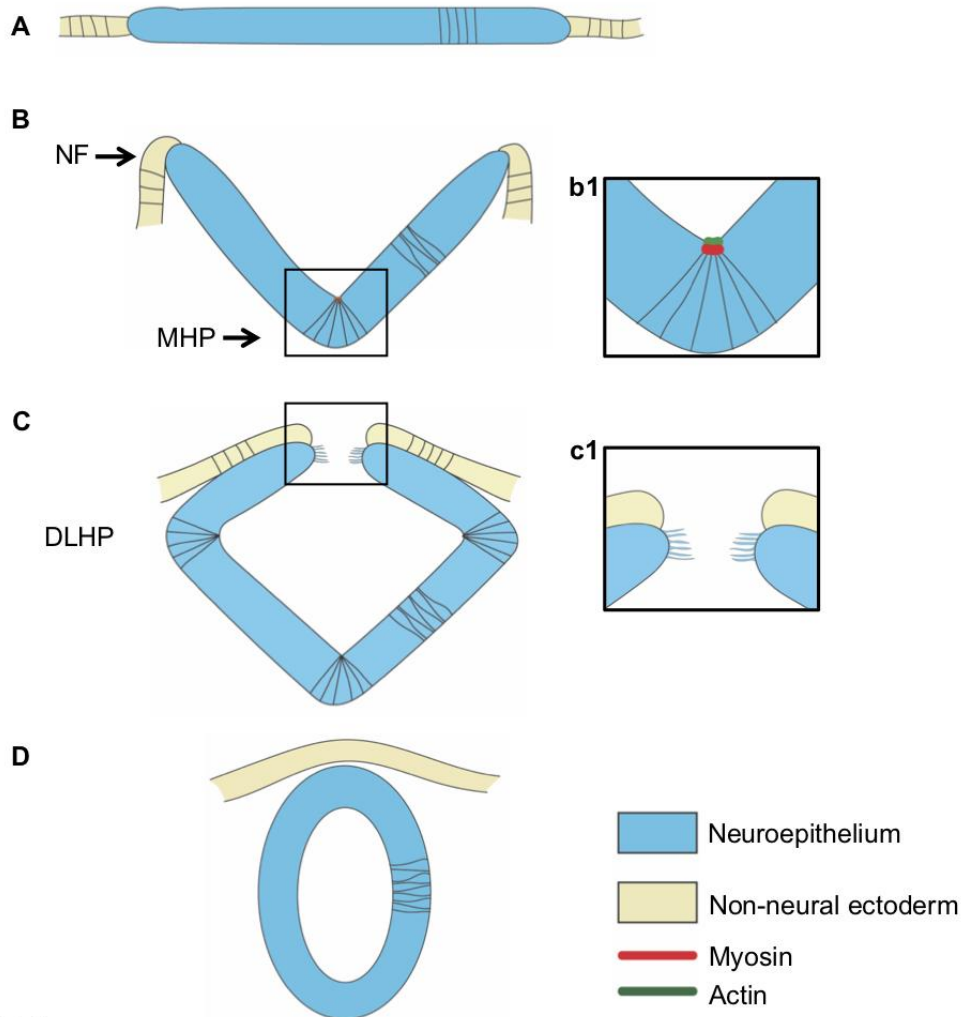 A
B
NF
b1
MHP
C
c1
DLHP
D
Neuroepithelium
Non-neural ectoderm
Myosin
Actin